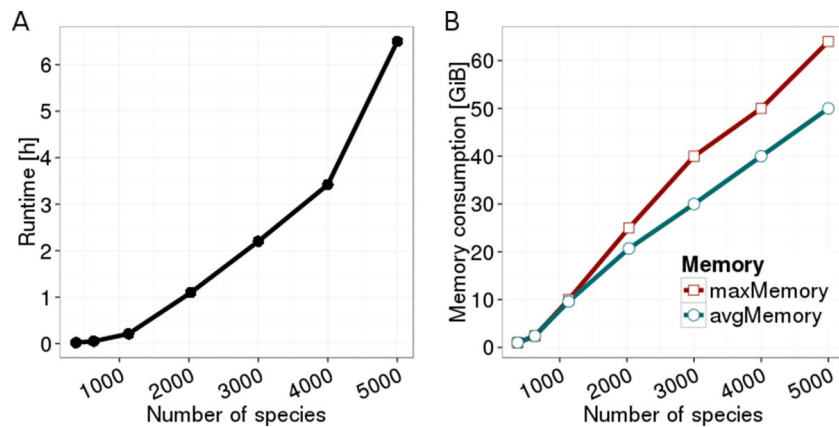 A
Runtime [h]
6
5
4
3
2
1
0
1000 2000 3000 4000 5000
Number of species
B
Memory consumption [GiB]
60
50
40
30
20
10
0
Memory
maxMemory
avgMemory
1000 2000 3000 4000 5000
Number of species